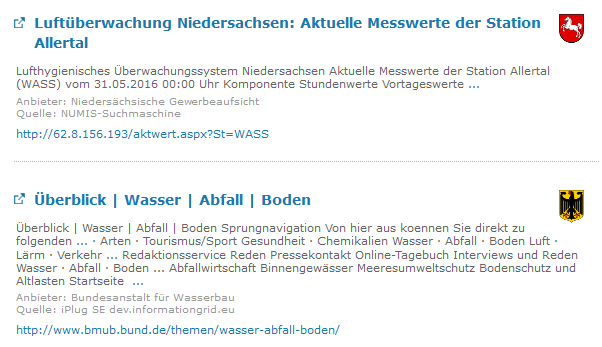 Luftüberwachung Niedersachsen: Aktuelle Messwerte der Station
Allertal
Lufthygienisches Überwachungssystem Niedersachsen Aktuelle Messwerte der Station Allertal
(WASS) vom 31.05.2016 00:00 Uhr Komponente Stundenwerte Vortageswerte ...
Anbieter: Niedersächsische Gewerbeaufsicht
Quelle: NUMIS-Suchmaschine
http://62.8.156.193/aktwert.aspx?St=WASS
Überblick | Wasser | Abfall | Boden
Überblick | Wasser | Abfall | Boden Sprungnavigation Von hier aus koennen Sie direkt zu
folgenden ... · Arten · Tourismus/Sport Gesundheit · Chemikalien Wasser · Abfall · Boden Luft ·
Lärm · Verkehr ... Redaktionsservice Reden Pressekontakt Online-Tagebuch Interviews und Reden
Wasser · Abfall · Boden ... Abfallwirtschaft Binnengewässer Meeresumweltschutz Bodenschutz und
Altlasten Startseite ...
Anbieter: Bundesanstalt für Wasserbau
Quelle: iPlug SE dev.informationgrid.eu
http://www.bmub.bund.de/themen/wasser-abfall-boden/